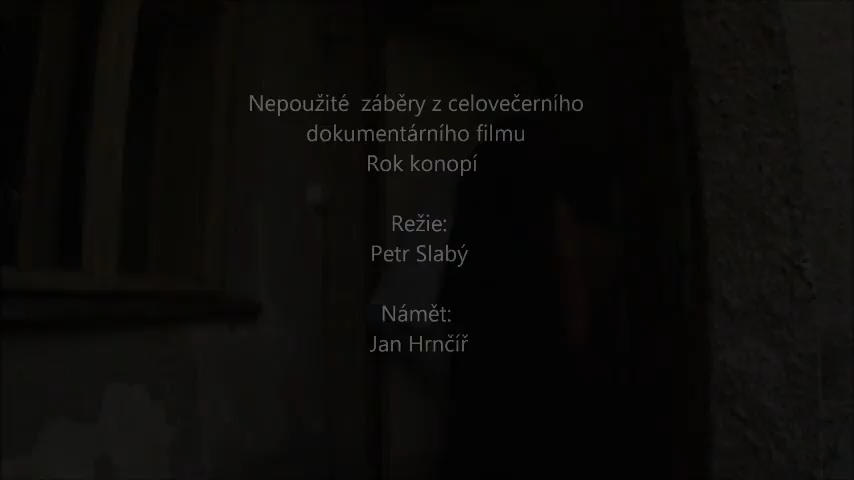 Nepoužité  záběry z celovečerního
dokumentárního filmu
Rok konopí
Režie:
Petr Slabý
Námět:
Jan Hrnčíř